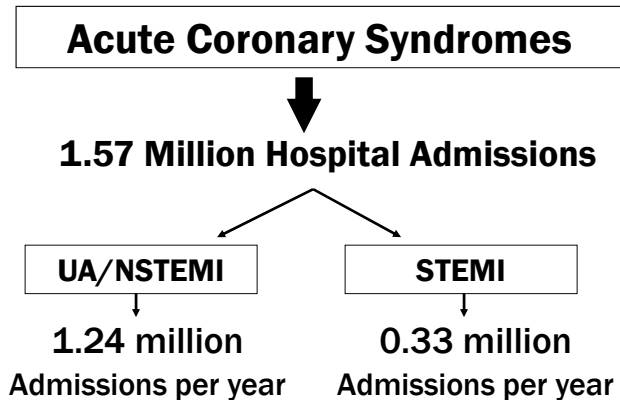 Acute Coronary Syndromes
1.57 Million Hospital Admissions
UA/NSTEMI
STEMI
1.24 million
0.33 million
Admissions per year
Admissions per year